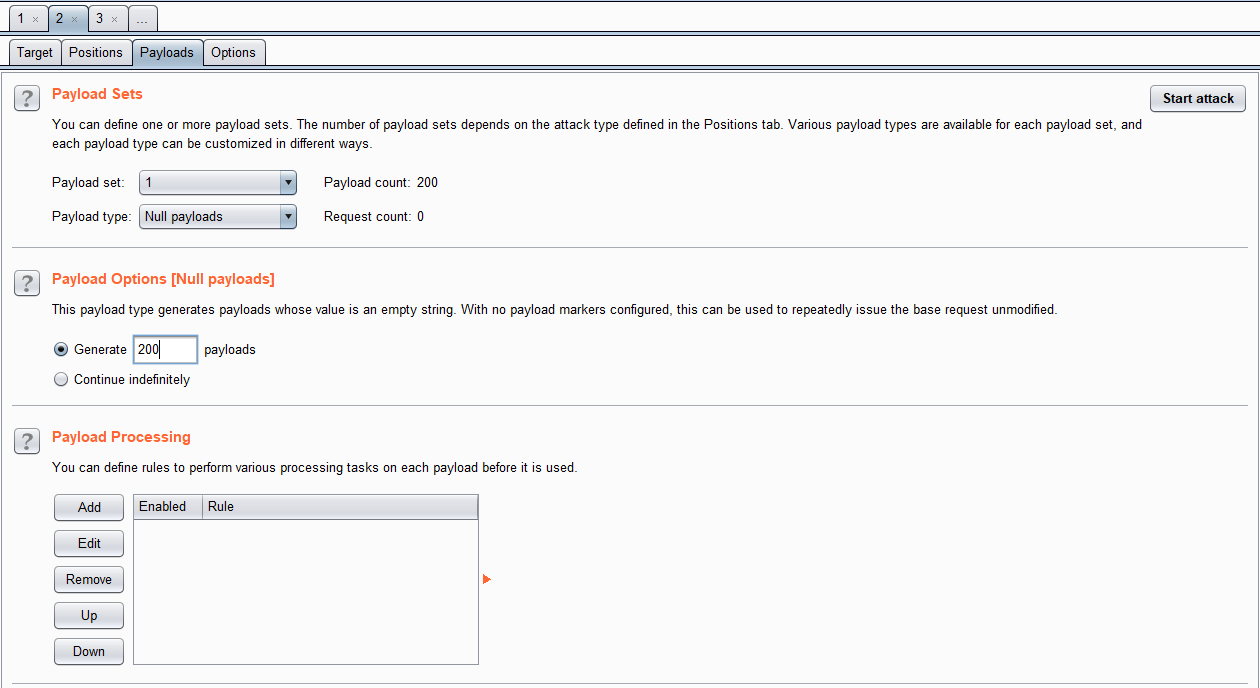 1 × 2 × 3 × ...
Target Positions Payloads Options
? Payload Sets Start attack
You can define one or more payload sets. The number of payload sets depends on the attack type defined in the Positions tab. Various payload types are available for each payload set, and
each payload type can be customized in different ways.
Payload set: 1 Payload count: 200
Payload type: Null payloads Request count: 0
? Payload Options [Null payloads]
This payload type generates payloads whose value is an empty string. With no payload markers configured, this can be used to repeatedly issue the base request unmodified.
Generate 200 payloads
Continue indefinitely
? Payload Processing
You can define rules to perform various processing tasks on each payload before it is used.
Add Enabled Rule
Edit
Remove
Up
Down